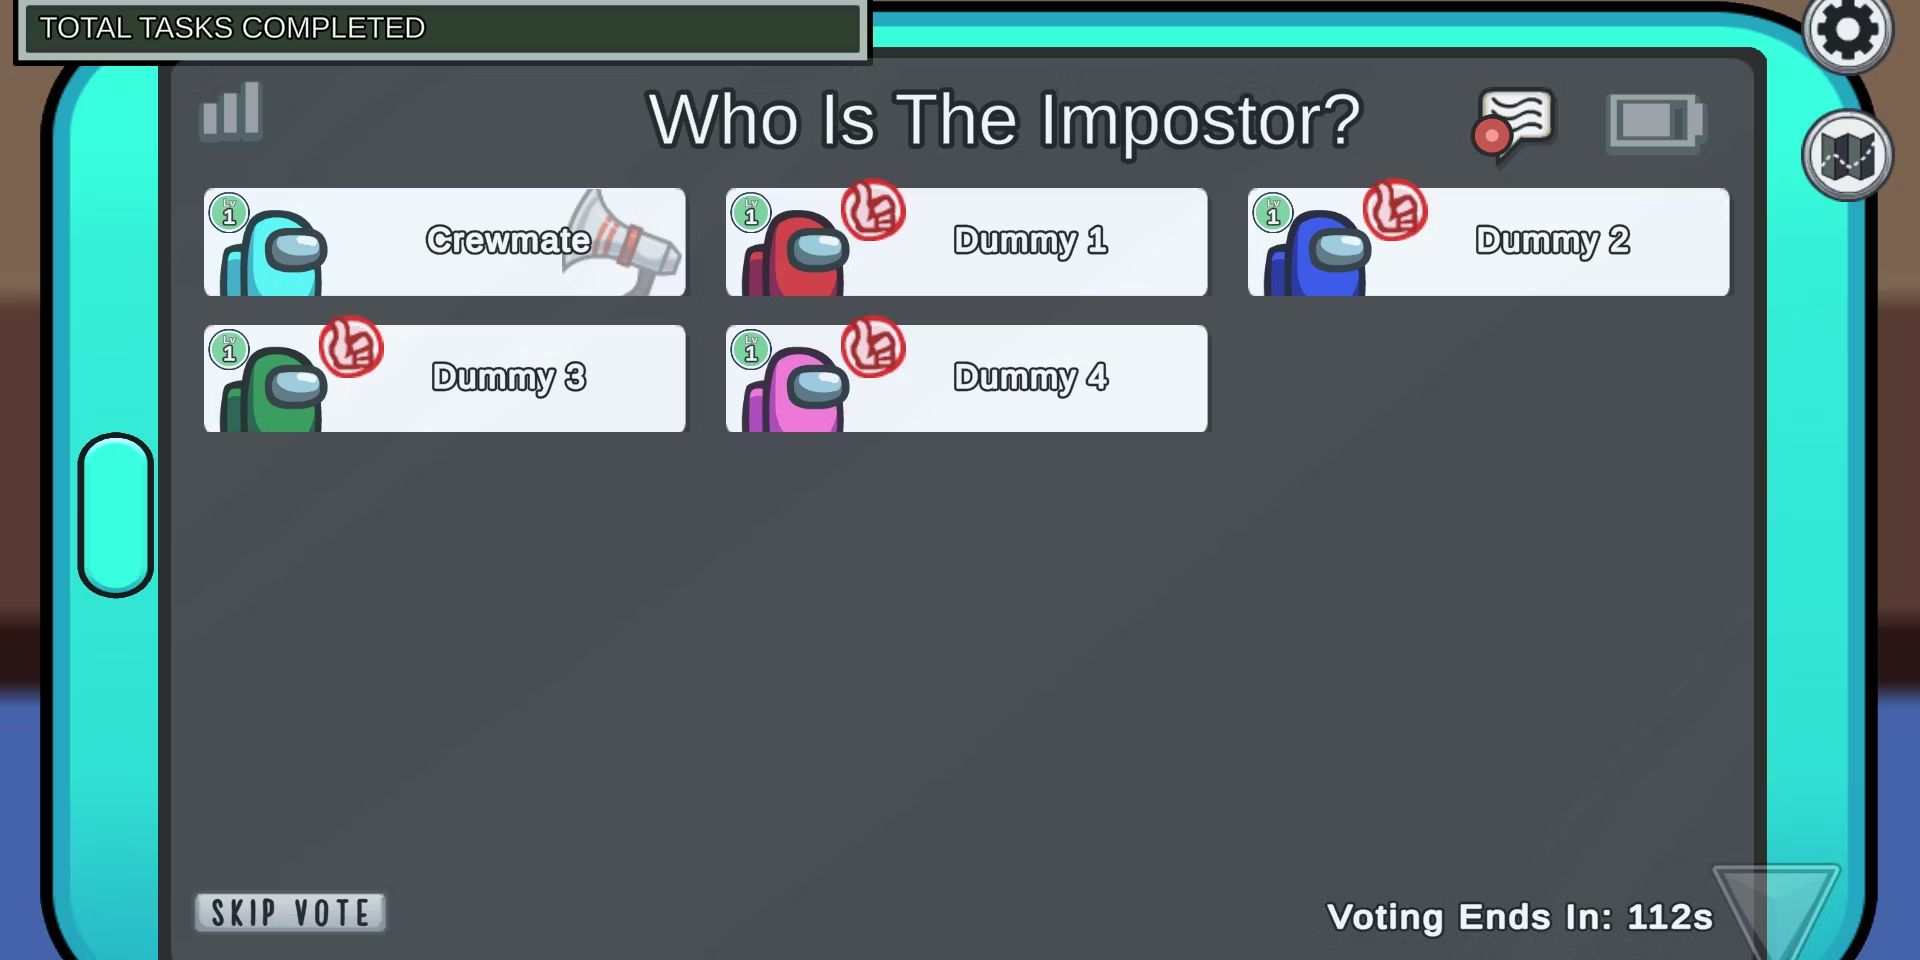 TOTAL TASKS COMPLETED
Who Is The Impostor?
Lv 1
Crewmate
Lv 1
Dummy 1
Lv 1
Dummy 2
Lv 1
Dummy 3
Lv 1
Dummy 4
SKIP VOTE
Voting Ends In: 112s